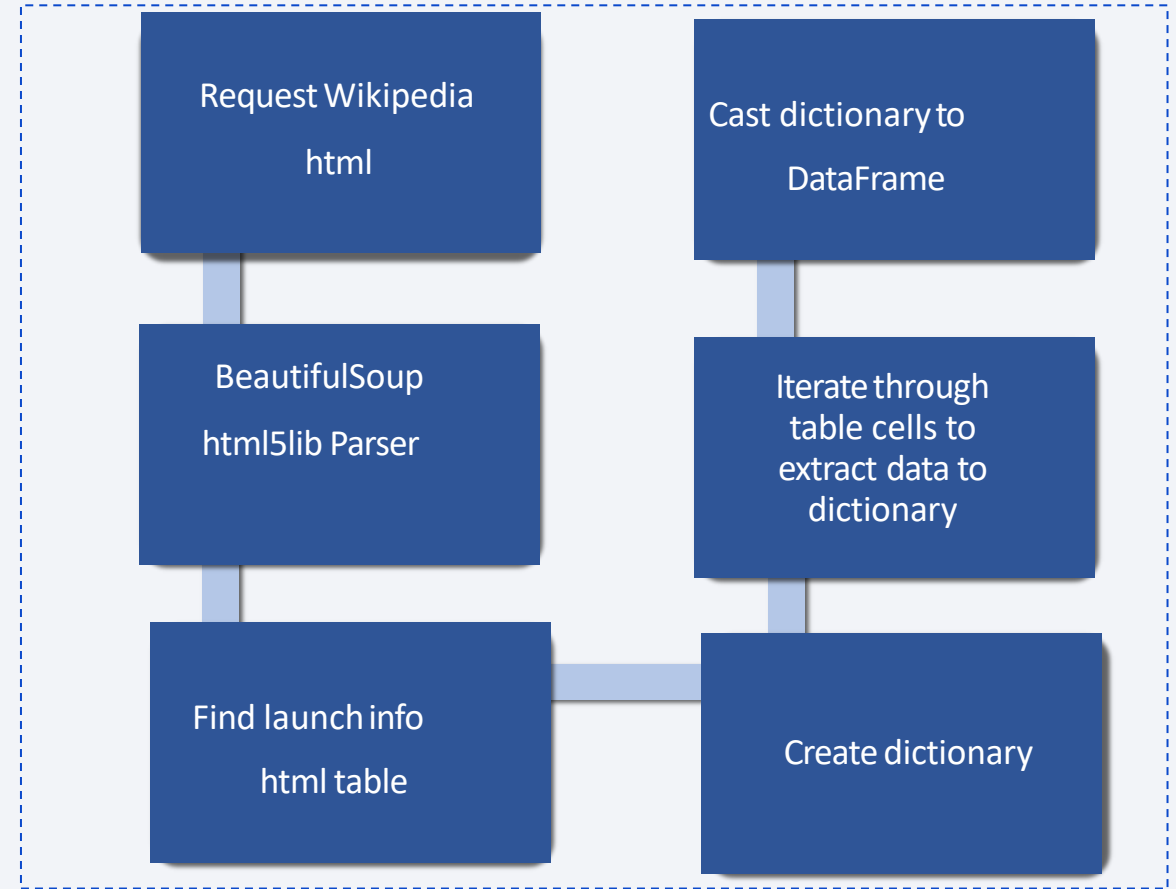 Request Wikipedia
html
BeautifulSoup
html5lib Parser
Find launch info
html table
Create dictionary
Iterate through
table cells to
extract data to
dictionary
Cast dictionary to
DataFrame